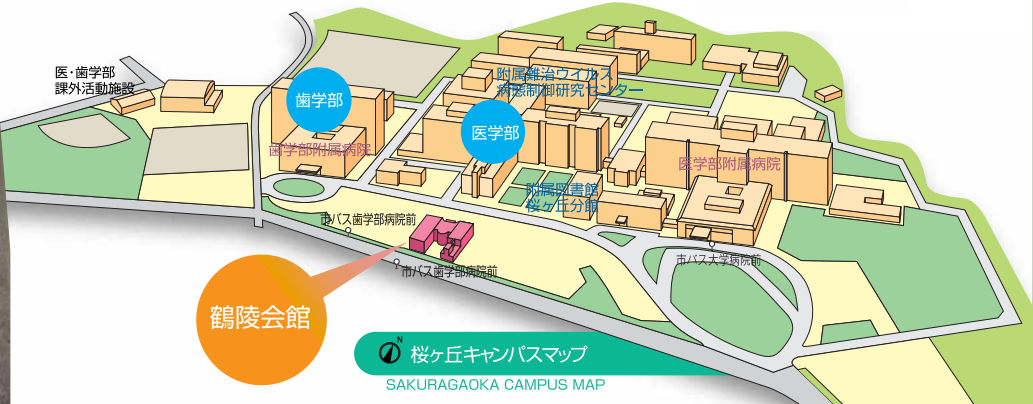 医・歯学部
課外活動施設
歯学部
歯学部附属病院
附属難治ウイルス
病態制御研究センター
医学部
医学部附属病院
附属図書館
桜ヶ丘分館
市バス歯学部病院前
市バス歯学部病院前
市バス大学病院前
鶴陵会館
N
桜ヶ丘キャンパスマップ
SAKURAGAOKA CAMPUS MAP